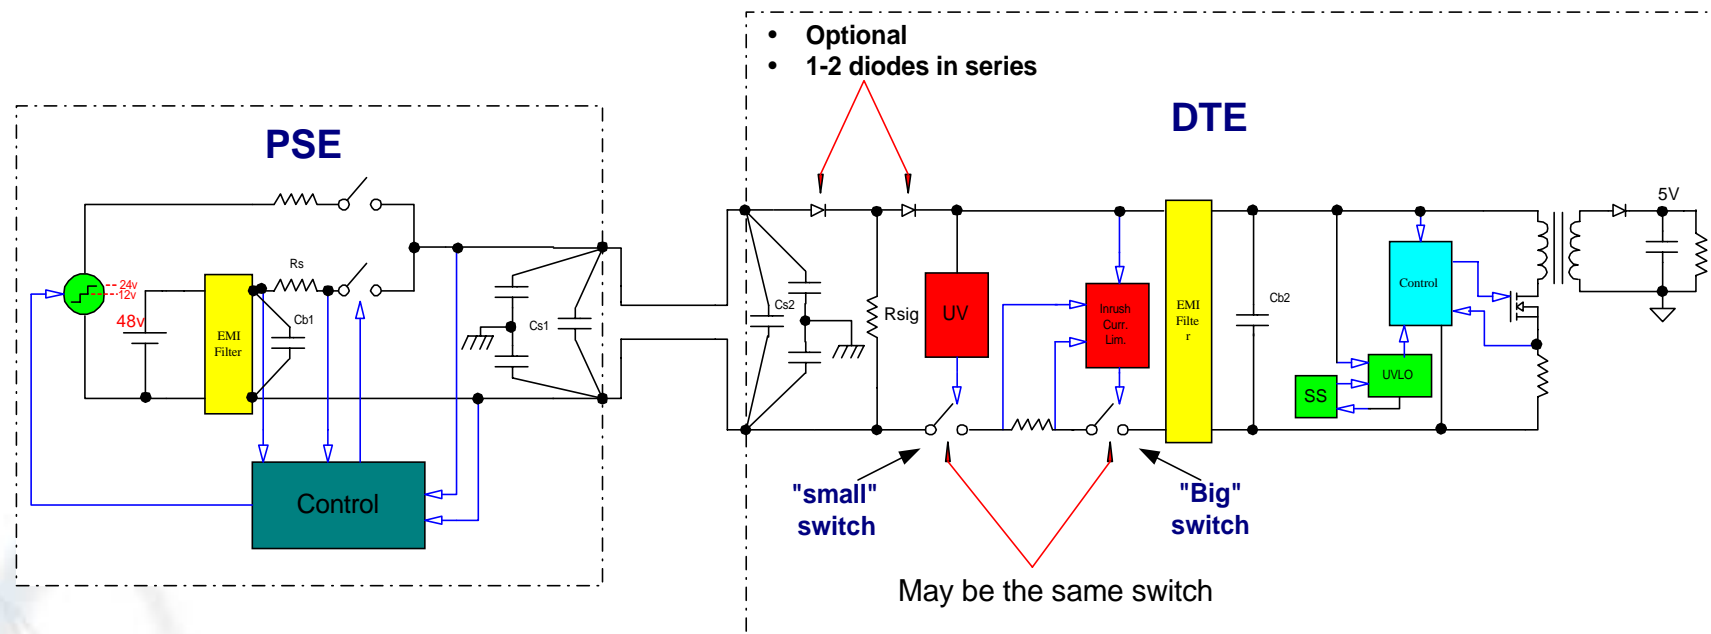 • Optional
• 1-2 diodes in series
PSE
DTE
Rs
24v
12v
48v
EMI
Filter
Cb1
Cs1
Control
Cs2
Rsig
UV
Inrush
Curr.
Lim.
EMI
Filte
r
Cb2
Control
UVLO
SS
5V
"small"
switch
"Big"
switch
May be the same switch